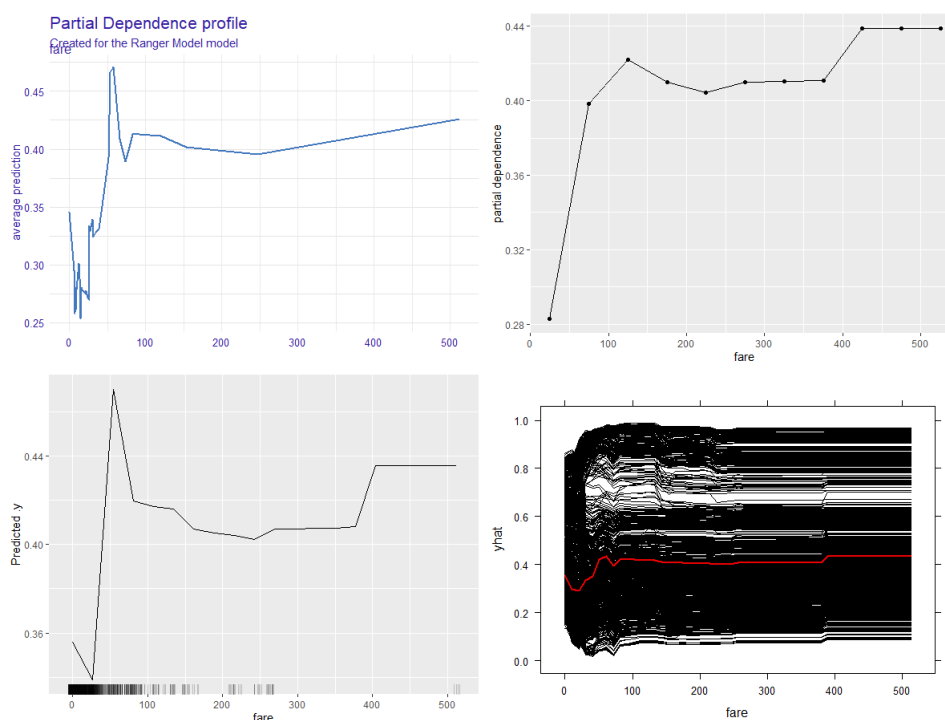 Partial Dependence profile
Created for the Ranger Model model
fare
average prediction
0.45
0.40
0.35
0.30
0.25
0 100 200 300 400 500
partial dependence
0.44
0.40
0.36
0.32
0.28
0 100 200 300 400 500
fare
Predicted .y
0.44
0.40
0.36
0 100 200 300 400 500
fare
yhat
1.0
0.8
0.6
0.4
0.2
0.0
0 100 200 300 400 500
fare